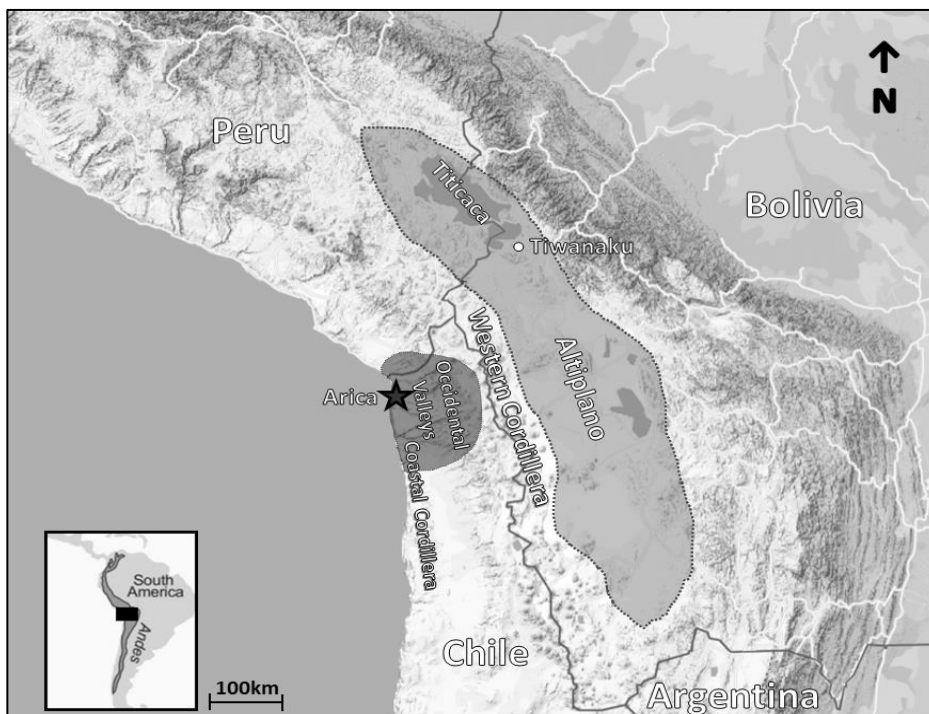 N
Peru
Bolivia
Titicaca
Tiwanaku
Western Cordillera
Altiplano
Occidental
Valleys
Arica
Coastal Cordillera
South
America
Andes
100km
Chile
Argentina